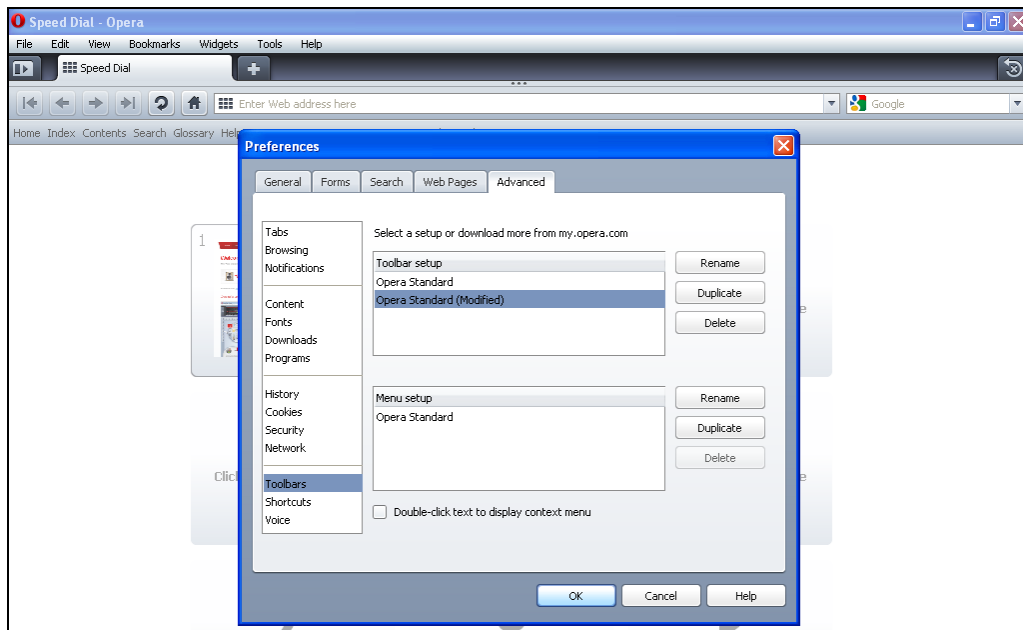 Speed Dial - Opera
File Edit View Bookmarks Widgets Tools Help
Speed Dial
Enter Web address here
Google
Home Index Contents Search Glossary
Preferences
General Forms Search Web Pages Advanced
1
Tabs
Browsing
Notifications
Content
Fonts
Downloads
Programs
History
Cookies
Security
Network
Toolbars
Shortcuts
Voice
Select a setup or download more from my.opera.com
Toolbar setup
Opera Standard
Opera Standard (Modified)
Rename
Duplicate
Delete
Menu setup
Opera Standard
Rename
Duplicate
Delete
Double-click text to display context menu
OK Cancel Help